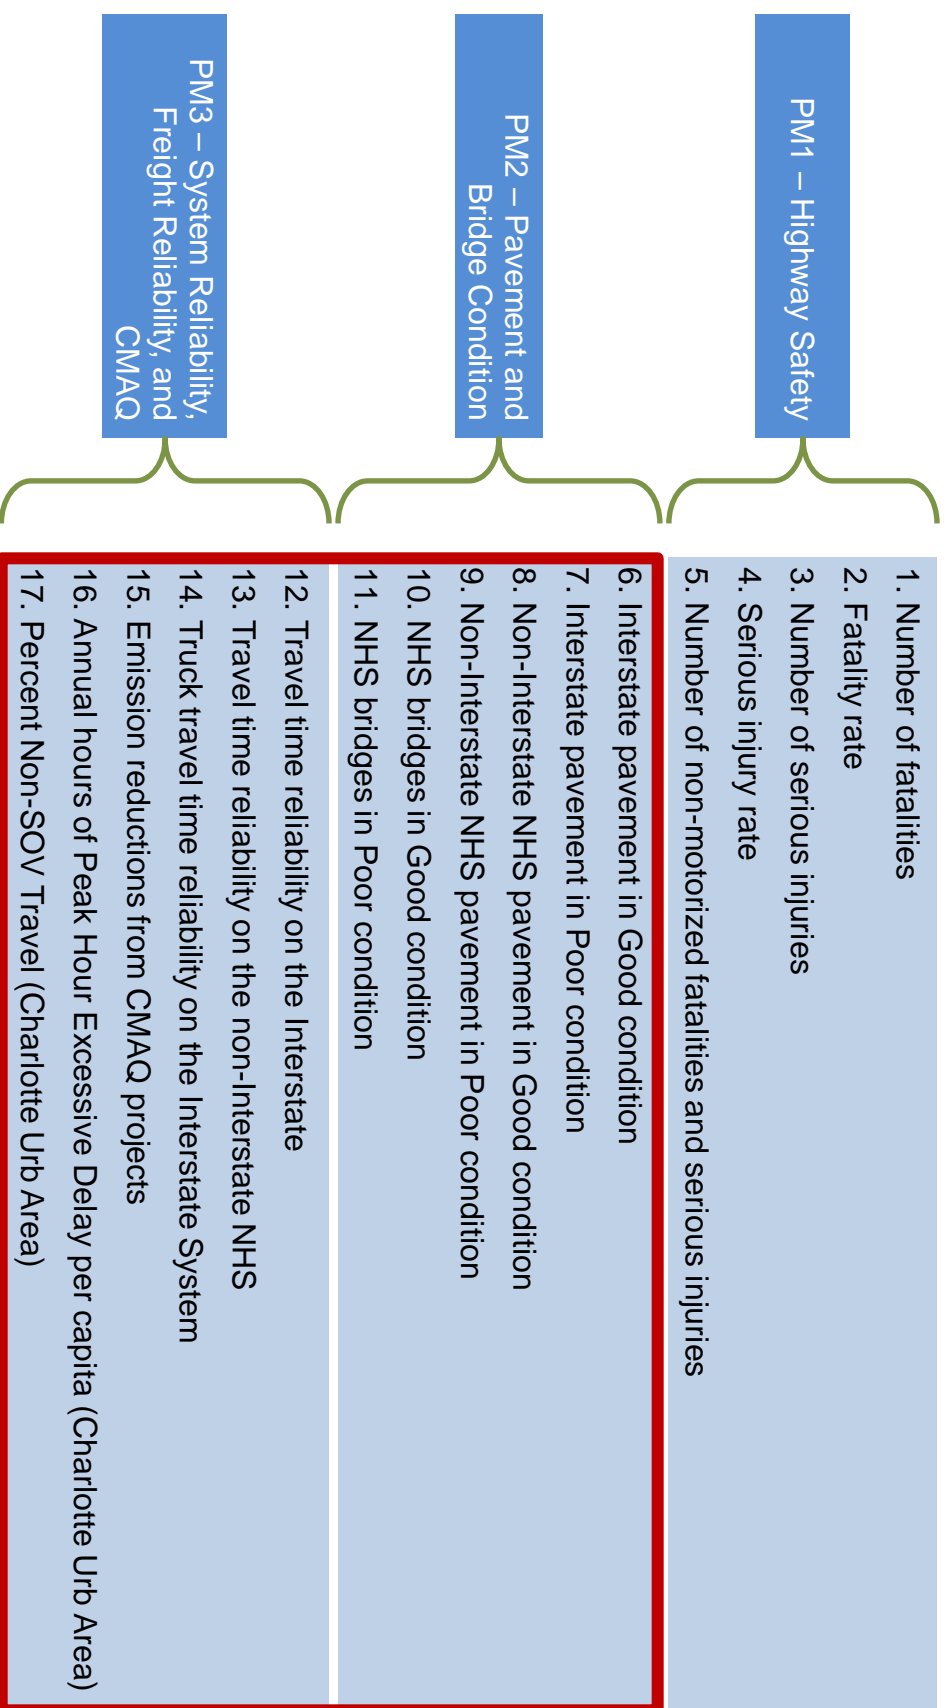 PM1 – Highway Safety
1. Number of fatalities
2. Fatality rate
3. Number of serious injuries
4. Serious injury rate
5. Number of non-motorized fatalities and serious injuries
PM2 – Pavement and
Bridge Condition
6. Interstate pavement in Good condition
7. Interstate pavement in Poor condition
8. Non-Interstate NHS pavement in Good condition
9. Non-Interstate NHS pavement in Poor condition
10. NHS bridges in Good condition
11. NHS bridges in Poor condition
PM3 – System Reliability,
Freight Reliability, and
CMAQ
12. Travel time reliability on the Interstate
13. Travel time reliability on the non-Interstate NHS
14. Truck travel time reliability on the Interstate System
15. Emission reductions from CMAQ projects
16. Annual hours of Peak Hour Excessive Delay per capita (Charlotte Urb Area)
17. Percent Non-SOV Travel (Charlotte Urb Area)